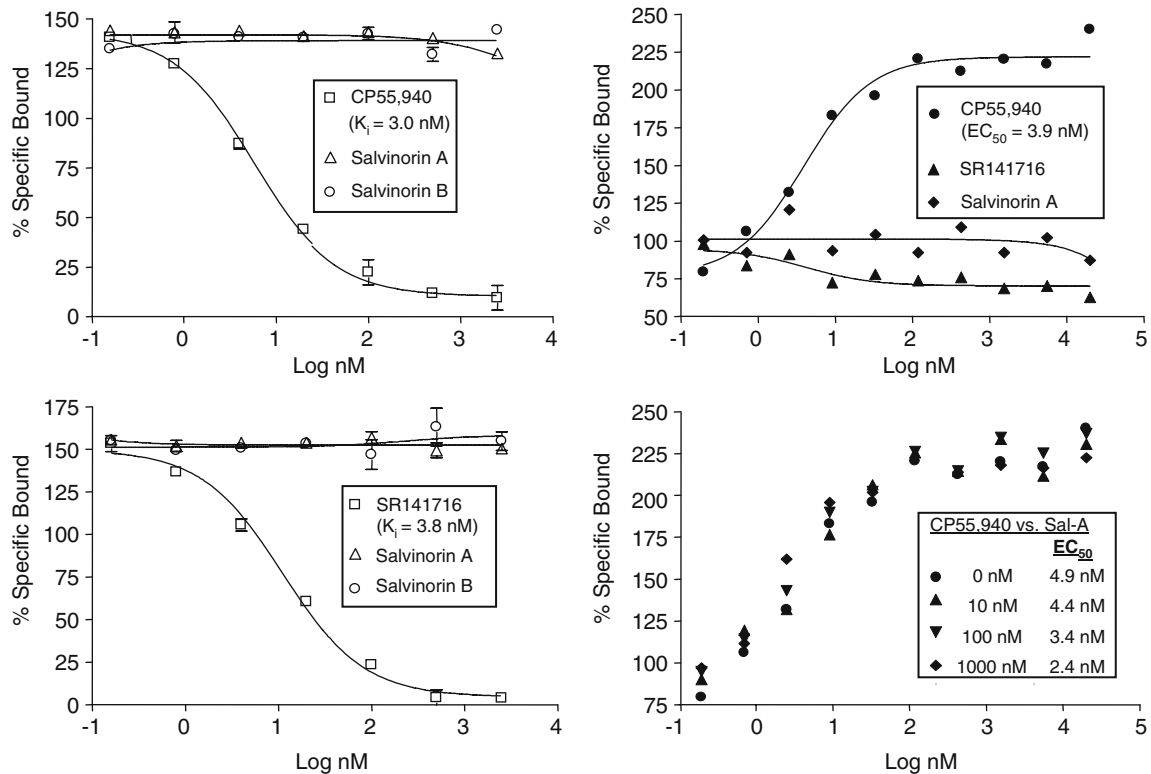 150
125
100
75
50
25
0
% Specific Bound
CP55,940
(Ki = 3.0 nM)
Salvinorin A
Salvinorin B
-1 0 1 2 3 4
Log nM
250
225
200
175
150
125
100
75
50
% Specific Bound
CP55,940
(EC50 = 3.9 nM)
SR141716
Salvinorin A
-1 0 1 2 3 4 5
Log nM
175
150
125
100
75
50
25
0
% Specific Bound
SR141716
(Ki = 3.8 nM)
Salvinorin A
Salvinorin B
-1 0 1 2 3 4
Log nM
250
225
200
175
150
125
100
75
% Specific Bound
CP55,940 vs. Sal-A
EC50
0 nM 4.9 nM
10 nM 4.4 nM
100 nM 3.4 nM
1000 nM 2.4 nM
-1 0 1 2 3 4 5
Log nM